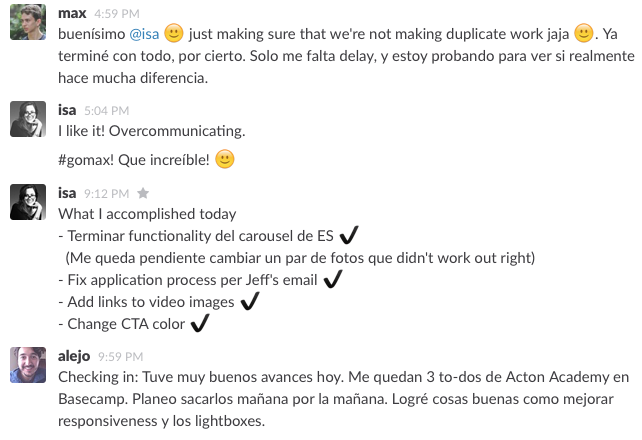 max 4:59 PM
buenísimo @isa 🙂 just making sure that we're not making duplicate work jaja 🙂. Ya
terminé con todo, por cierto. Solo me falta delay, y estoy probando para ver si realmente
hace mucha diferencia.
isa 5:04 PM
I like it! Overcommunicating.
#gomax! Que increíble! 🙂
isa 9:12 PM
What I accomplished today
- Terminar functionality del carousel de ES ✔
(Me queda pendiente cambiar un par de fotos que didn't work out right)
- Fix application process per Jeff's email ✔
- Add links to video images ✔
- Change CTA color ✔
alejo 9:59 PM
Checking in: Tuve muy buenos avances hoy. Me quedan 3 to-dos de Acton Academy en
Basecamp. Planeo sacarlos mañana por la mañana. Logré cosas buenas como mejorar
responsiveness y los lightboxes.